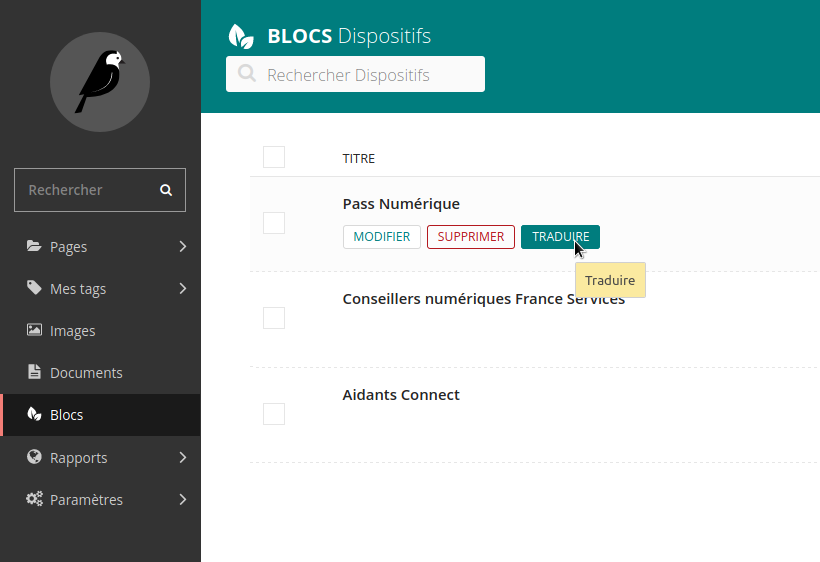 BLOCS Dispositifs
Rechercher Dispositifs
Rechercher
Pages
Mes tags
Images
Documents
Blocs
Rapports
Paramètres
TITRE
Pass Numérique
MODIFIER SUPPRIMER TRADUIRE
Traduire
Conseillers numériques France Services
Aidants Connect